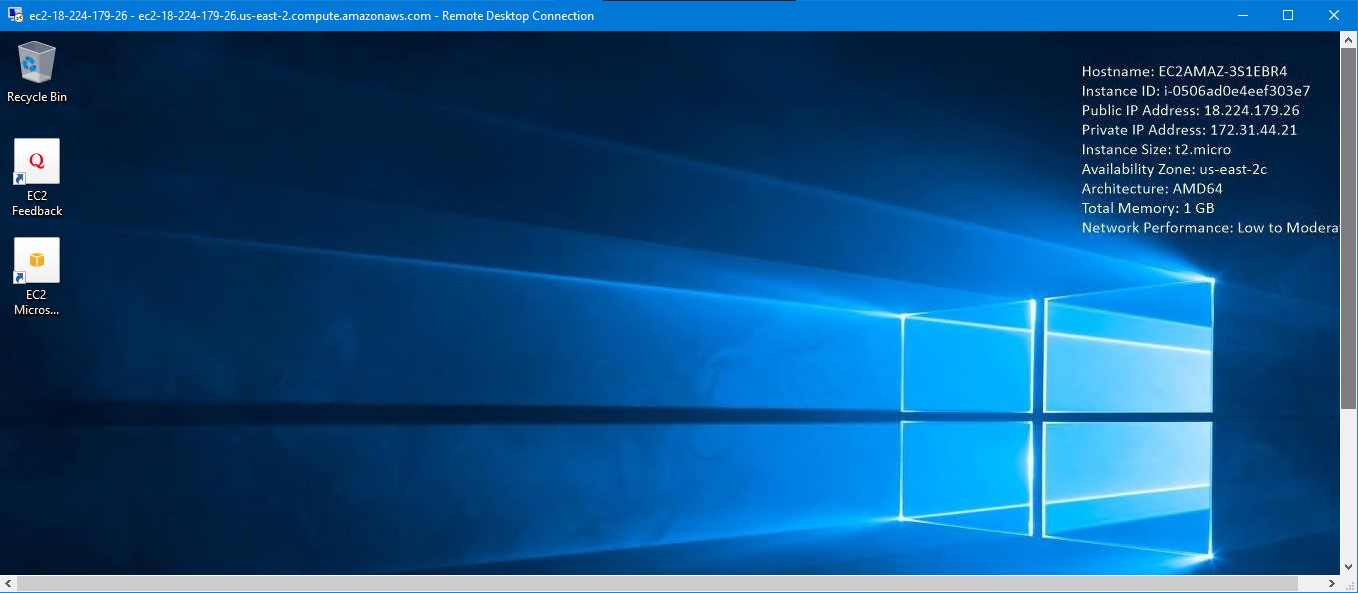 ec2-18-224-179-26 - ec2-18-224-179-26.us-east-2.compute.amazonaws.com - Remote Desktop Connection
Recycle Bin
Q
EC2
Feedback
EC2
Micros...
Hostname: EC2AMAZ-3S1EBR4
Instance ID: i-0506ad0e4eef303e7
Public IP Address: 18.224.179.26
Private IP Address: 172.31.44.21
Instance Size: t2.micro
Availability Zone: us-east-2c
Architecture: AMD64
Total Memory: 1 GB
Network Performance: Low to Modera